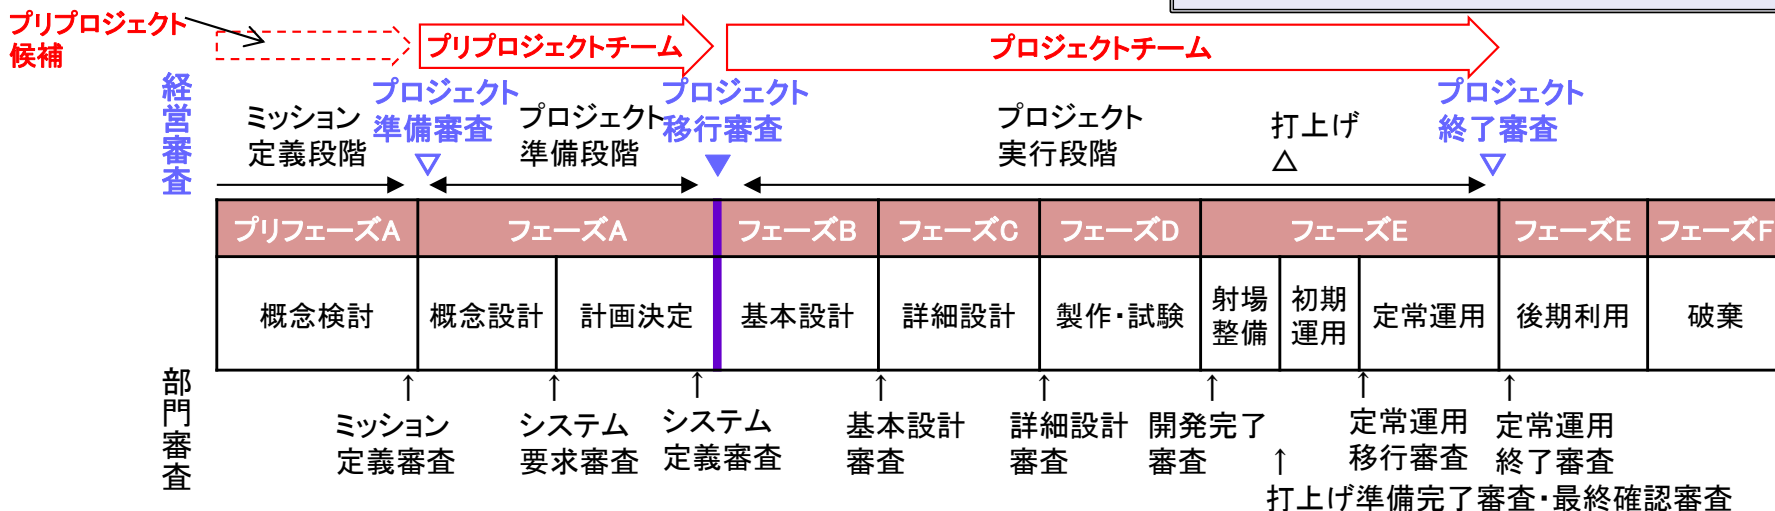 プリプロジェクト
候補
プリプロジェクトチーム
プロジェクトチーム
経営審査
ミッション
定義段階
プロジェクト
準備審査
プロジェクト
準備段階
プロジェクト
移行審査
プロジェクト
実行段階
打上げ
プロジェクト
終了審査
プリフェーズA
フェーズA
フェーズB
フェーズC
フェーズD
フェーズE
フェーズE
フェーズF
概念検討
概念設計
計画決定
基本設計
詳細設計
製作・試験
射場
整備
初期
運用
定常運用
後期利用
破棄
部門審査
ミッション
定義審査
システム
要求審査
システム
定義審査
基本設計
審査
詳細設計
審査
開発完了
審査
定常運用
移行審査
定常運用
終了審査
打上げ準備完了審査・最終確認審査